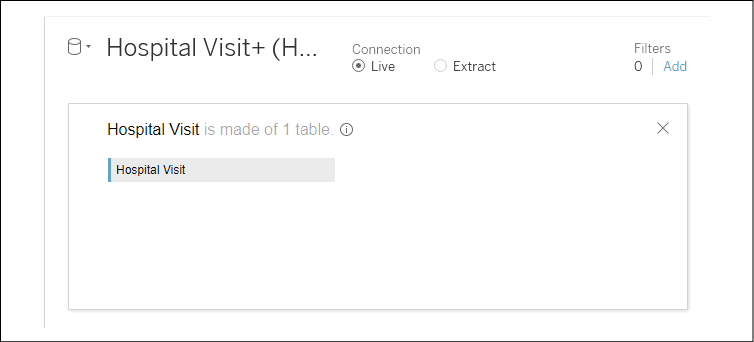 Hospital Visit+ (H...
Connection
Live
Extract
Filters
0
Add
Hospital Visit is made of 1 table.
Hospital Visit